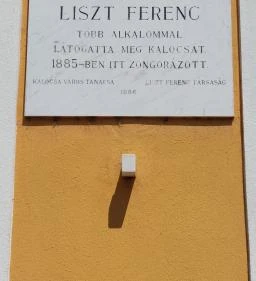 LISZT FERENC
TÖBB ALKALOMMAL
LÁTOGATTA MEG KALOCSÁT.
1885-BEN ITT ZONGORÁZOTT.
KALOCSA VÁROS TANÁCSA LISZT FERENC TÁRSASÁG
1986